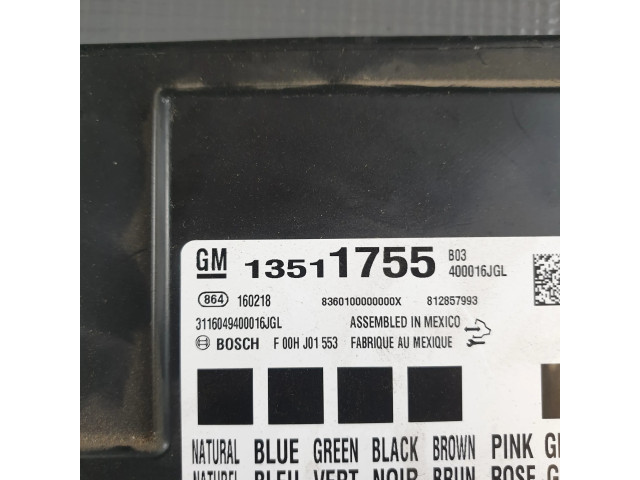 GM 13511755 B03
400016JGL
864 160218 8360100000000X 812857993
3116049400016JGL ASSEMBLED IN MEXICO
BOSCH F 00H J01 553 FABRIQUE AU MEXIQUE
NATURAL BLUE GREEN BLACK BROWN PINK
NATUREL BLEU VERT NOIR BRUN ROSE